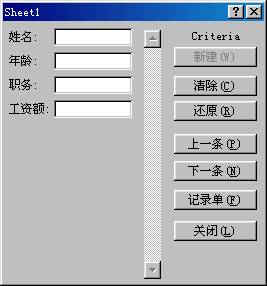 Sheet1
姓名:
年龄:
职务:
工资额:
Criteria
新建(W)
清除(C)
还原(R)
上一条(P)
下一条(N)
记录单(F)
关闭(L)